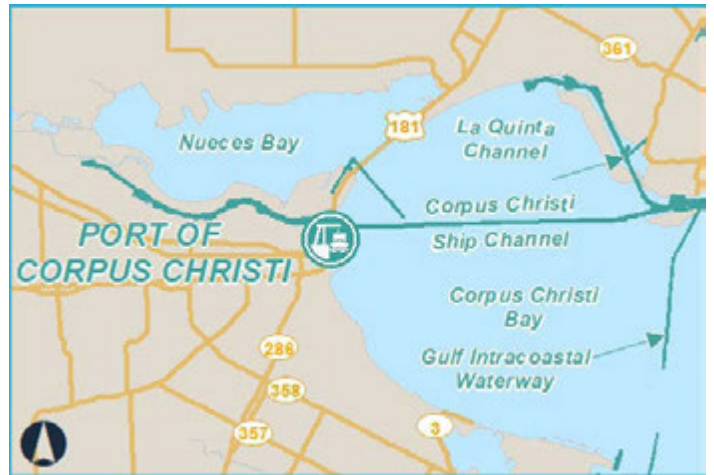 361
181
Nueces Bay
La Quinta
Channel
Corpus Christi
Ship Channel
PORT OF
CORPUS CHRISTI
Corpus Christi
Bay
Gulf Intracoastal
Waterway
286
358
357
3